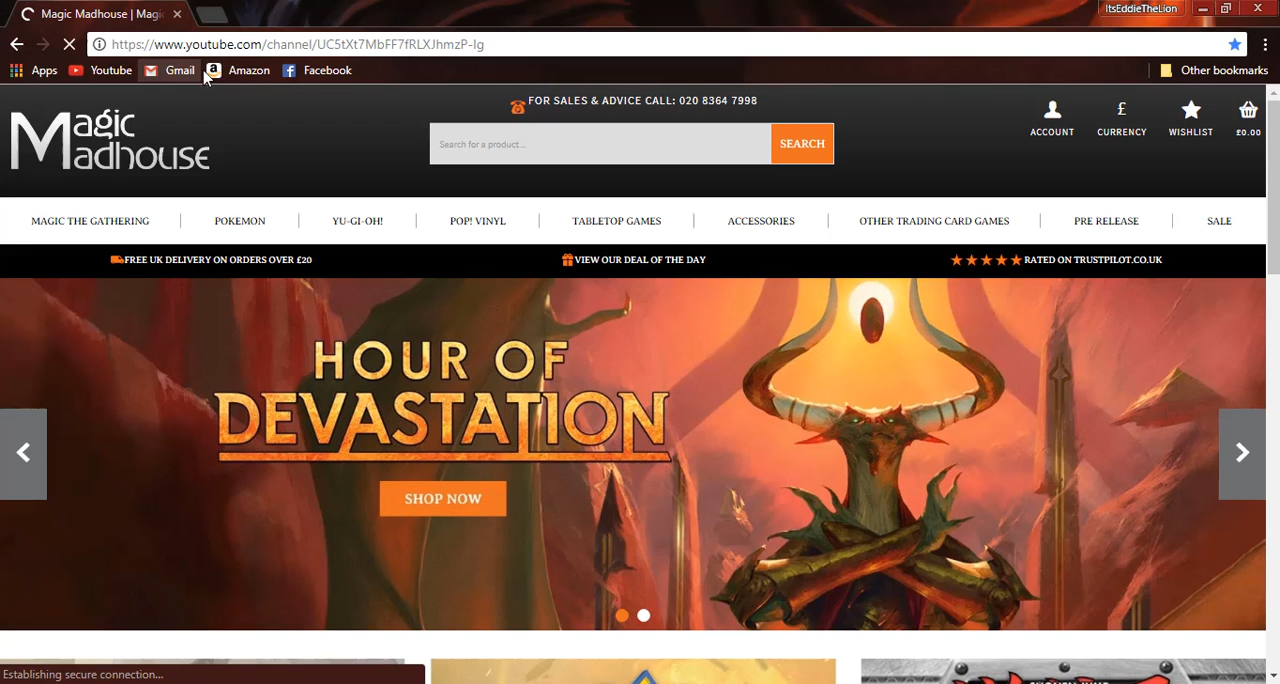 Magic Madhouse | Magi
ItsEddieTheLion
https://www.youtube.com/channel/UC5tXt7MbFF7fRLXJhmzP-Ig
Apps Youtube Gmail Amazon Facebook Other bookmarks
Magic Madhouse
FOR SALES & ADVICE CALL: 020 8364 7998
Search for a product... SEARCH
ACCOUNT CURRENCY WISHLIST £0.00
MAGIC THE GATHERING POKEMON YU-GI-OH! POP! VINYL TABLETOP GAMES ACCESSORIES OTHER TRADING CARD GAMES PRE RELEASE SALE
FREE UK DELIVERY ON ORDERS OVER £20 VIEW OUR DEAL OF THE DAY RATED ON TRUSTPILOT.CO.UK
HOUR OF
DEVASTATION
SHOP NOW
Establishing secure connection...